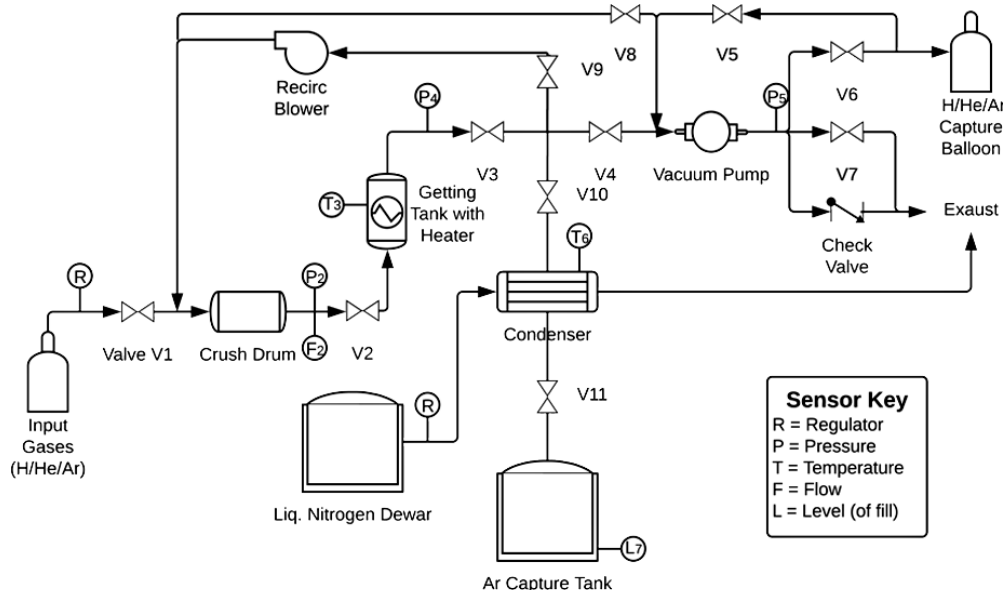 V8
V5
V9
Recirc
Blower
P4
P5
V6
H/He/Ar
Capture
Balloon
V3
V4
Vacuum Pump
V7
T3
Getting
Tank with
Heater
V10
T6
Exaust
Check
Valve
R
P2
Valve V1
Crush Drum
F2
V2
Condenser
Input
Gases
(H/He/Ar)
R
V11
Liq. Nitrogen Dewar
L7
Ar Capture Tank
Sensor Key
R = Regulator
P = Pressure
T = Temperature
F = Flow
L = Level (of fill)